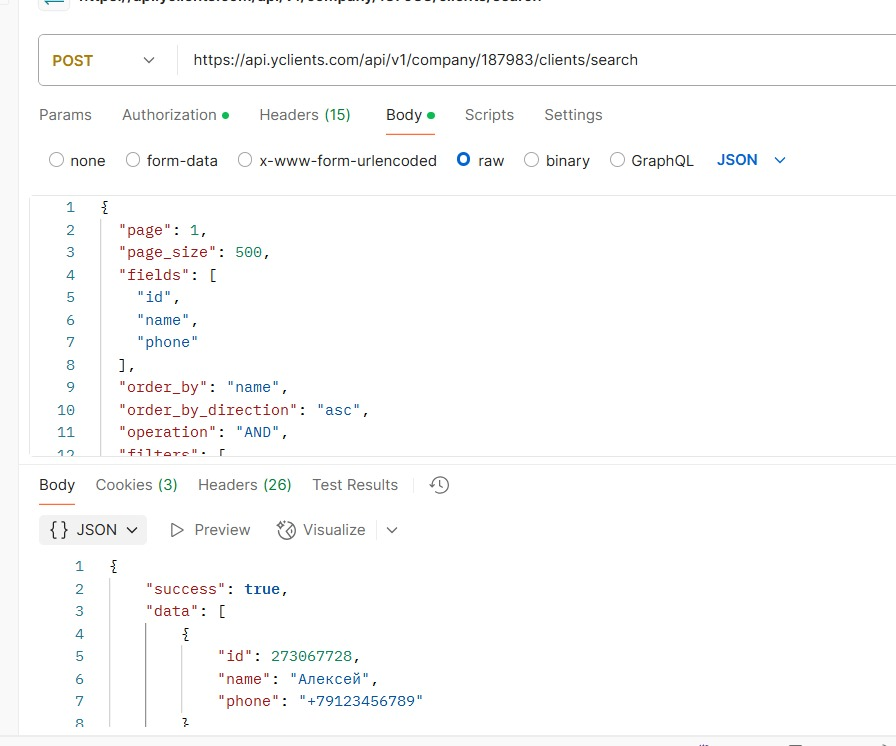 POST https://api.yclients.com/api/v1/company/187983/clients/search
Params Authorization Headers (15) Body Scripts Settings
none form-data x-www-form-urlencoded raw binary GraphQL JSON
1 {
2 "page": 1,
3 "page_size": 500,
4 "fields": [
5 "id",
6 "name",
7 "phone"
8 ],
9 "order_by": "name",
10 "order_by_direction": "asc",
11 "operation": "AND",
12 "filters": [
Body Cookies (3) Headers (26) Test Results
{} JSON Preview Visualize
1 {
2 "success": true,
3 "data": [
4 {
5 "id": 273067728,
6 "name": "Алексей",
7 "phone": "+79123456789"
8 }